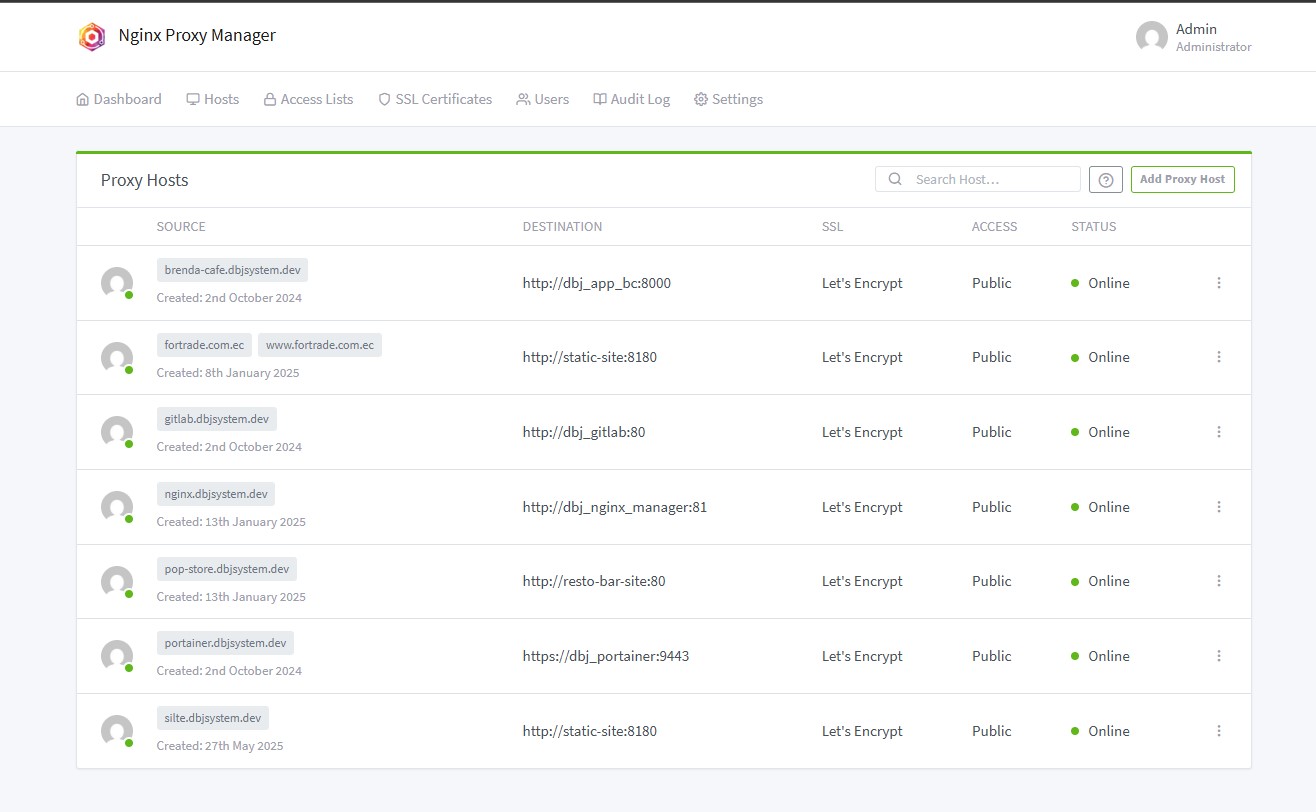 Nginx Proxy Manager
Admin
Administrator
Dashboard Hosts Access Lists SSL Certificates Users Audit Log Settings
Proxy Hosts Search Host... Add Proxy Host
SOURCE DESTINATION SSL ACCESS STATUS
brenda-cafe.dbjsystem.dev
Created: 2nd October 2024
http://dbj_app_bc:8000 Let's Encrypt Public Online
fortrade.com.ec www.fortrade.com.ec
Created: 8th January 2025
http://static-site:8180 Let's Encrypt Public Online
gitlab.dbjsystem.dev
Created: 2nd October 2024
http://dbj_gitlab:80 Let's Encrypt Public Online
nginx.dbjsystem.dev
Created: 13th January 2025
http://dbj_nginx_manager:81 Let's Encrypt Public Online
pop-store.dbjsystem.dev
Created: 13th January 2025
http://resto-bar-site:80 Let's Encrypt Public Online
portainer.dbjsystem.dev
Created: 2nd October 2024
https://dbj_portainer:9443 Let's Encrypt Public Online
silte.dbjsystem.dev
Created: 27th May 2025
http://static-site:8180 Let's Encrypt Public Online